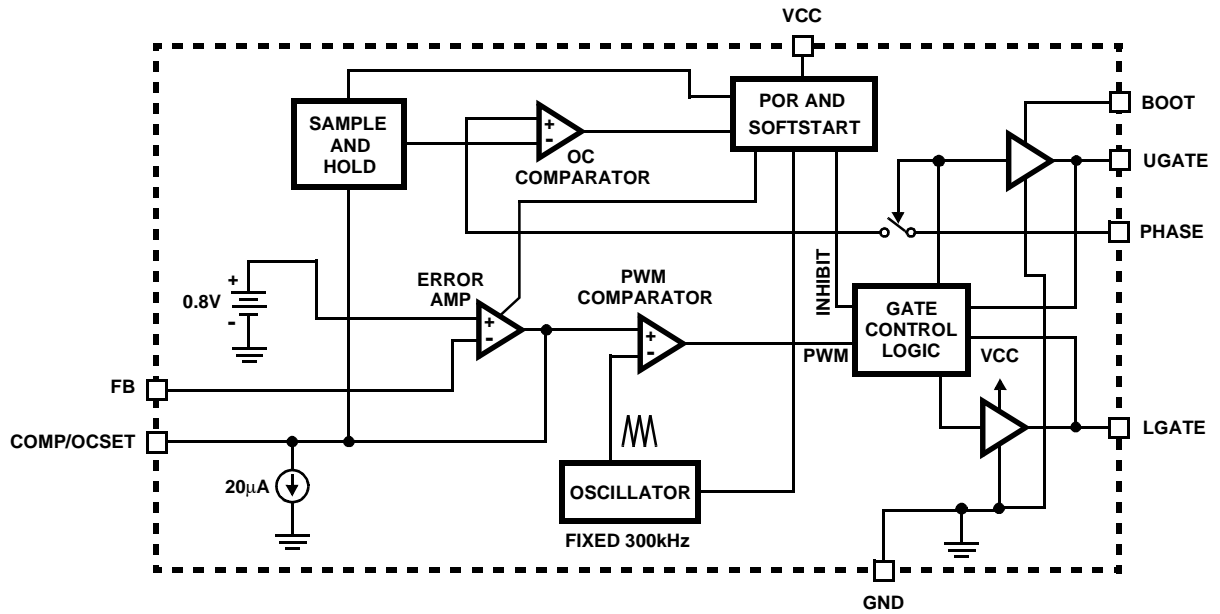 VCC
BOOT
UGATE
PHASE
LGATE
GND
FB
COMP/OCSET
SAMPLE
AND
HOLD
+
-
OC
COMPARATOR
POR AND
SOFTSTART
+
0.8V
-
ERROR
AMP
+
-
PWM
COMPARATOR
+
-
INHIBIT
PWM
GATE
CONTROL
LOGIC
VCC
20μA
OSCILLATOR
FIXED 300kHz